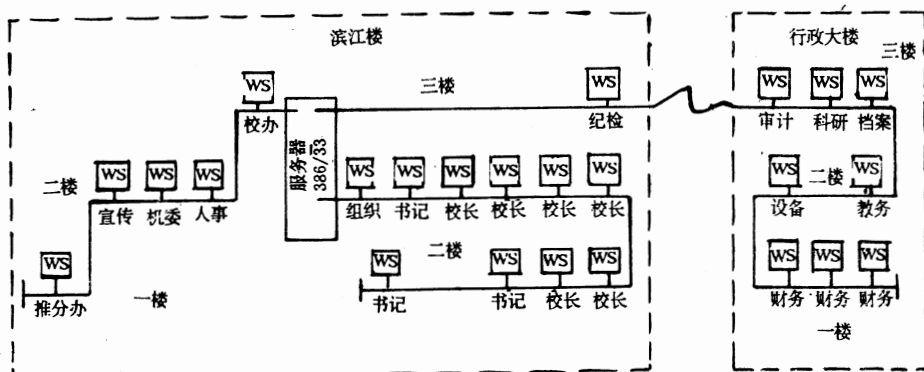 滨江楼
行政大楼
三楼
WS
三楼
WS
WS WS WS
校办
纪检
审计 科研 档案
服务器
386/33
WS WS WS
WS WS WS WS WS WS
WS 二楼 WS
二楼
宣传 机委 人事
组织 书记 校长 校长 校长 校长
设备 教务
WS
WS 二楼 WS WS WS
WS WS WS
推分办
一楼
书记 书记 校长 校长
财务 财务 财务
一楼